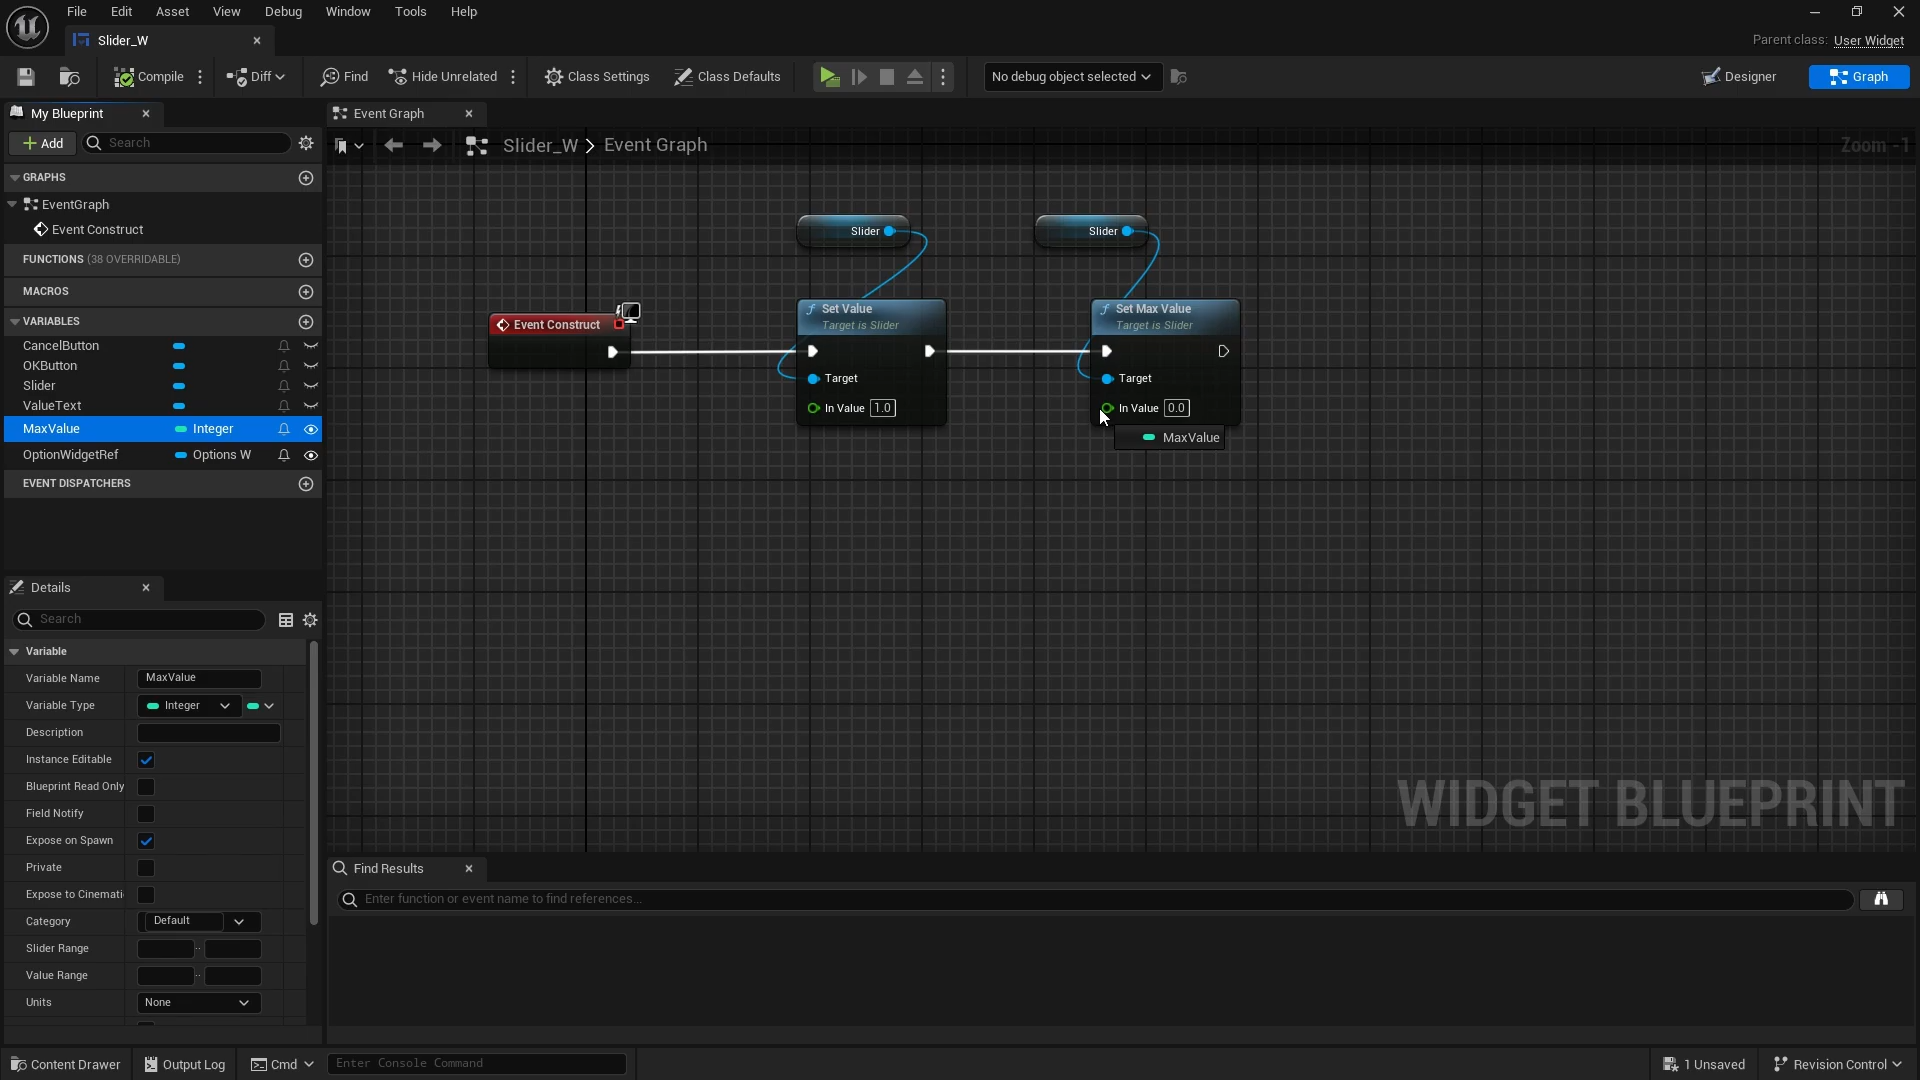 File Edit Asset View Debug Window Tools Help
Slider_W
Parent class: User Widget
Compile Diff Find Hide Unrelated Class Settings Class Defaults No debug object selected Designer Graph
My Blueprint
Event Graph
Add Search
Slider_W > Event Graph
Zoom -1
GRAPHS
EventGraph
Event Construct
FUNCTIONS (38 OVERRIDABLE)
MACROS
VARIABLES
CancelButton
OKButton
Slider
ValueText
MaxValue Integer
OptionWidgetRef Options W
EVENT DISPATCHERS
Slider
Slider
Event Construct
Set Value
Target is Slider
Target
In Value 1.0
Set Max Value
Target is Slider
Target
In Value 0.0
MaxValue
WIDGET BLUEPRINT
Details
Search
Variable
Variable Name MaxValue
Variable Type Integer
Description
Instance Editable
Blueprint Read Only
Field Notify
Expose on Spawn
Private
Expose to Cinemati
Category Default
Slider Range
Value Range
Units None
Find Results
Enter function or event name to find references...
Content Drawer Output Log Cmd Enter Console Command 1 Unsaved Revision Control